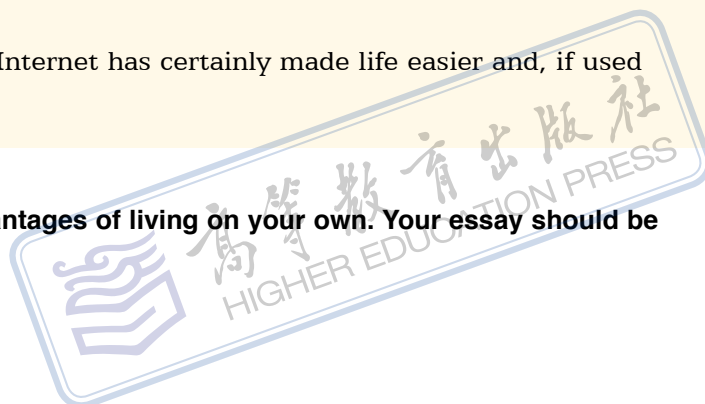 Internet has certainly made life easier and, if used
antages of living on your own. Your essay should be
高等教育出版社
HIGHER EDUCATION PRESS